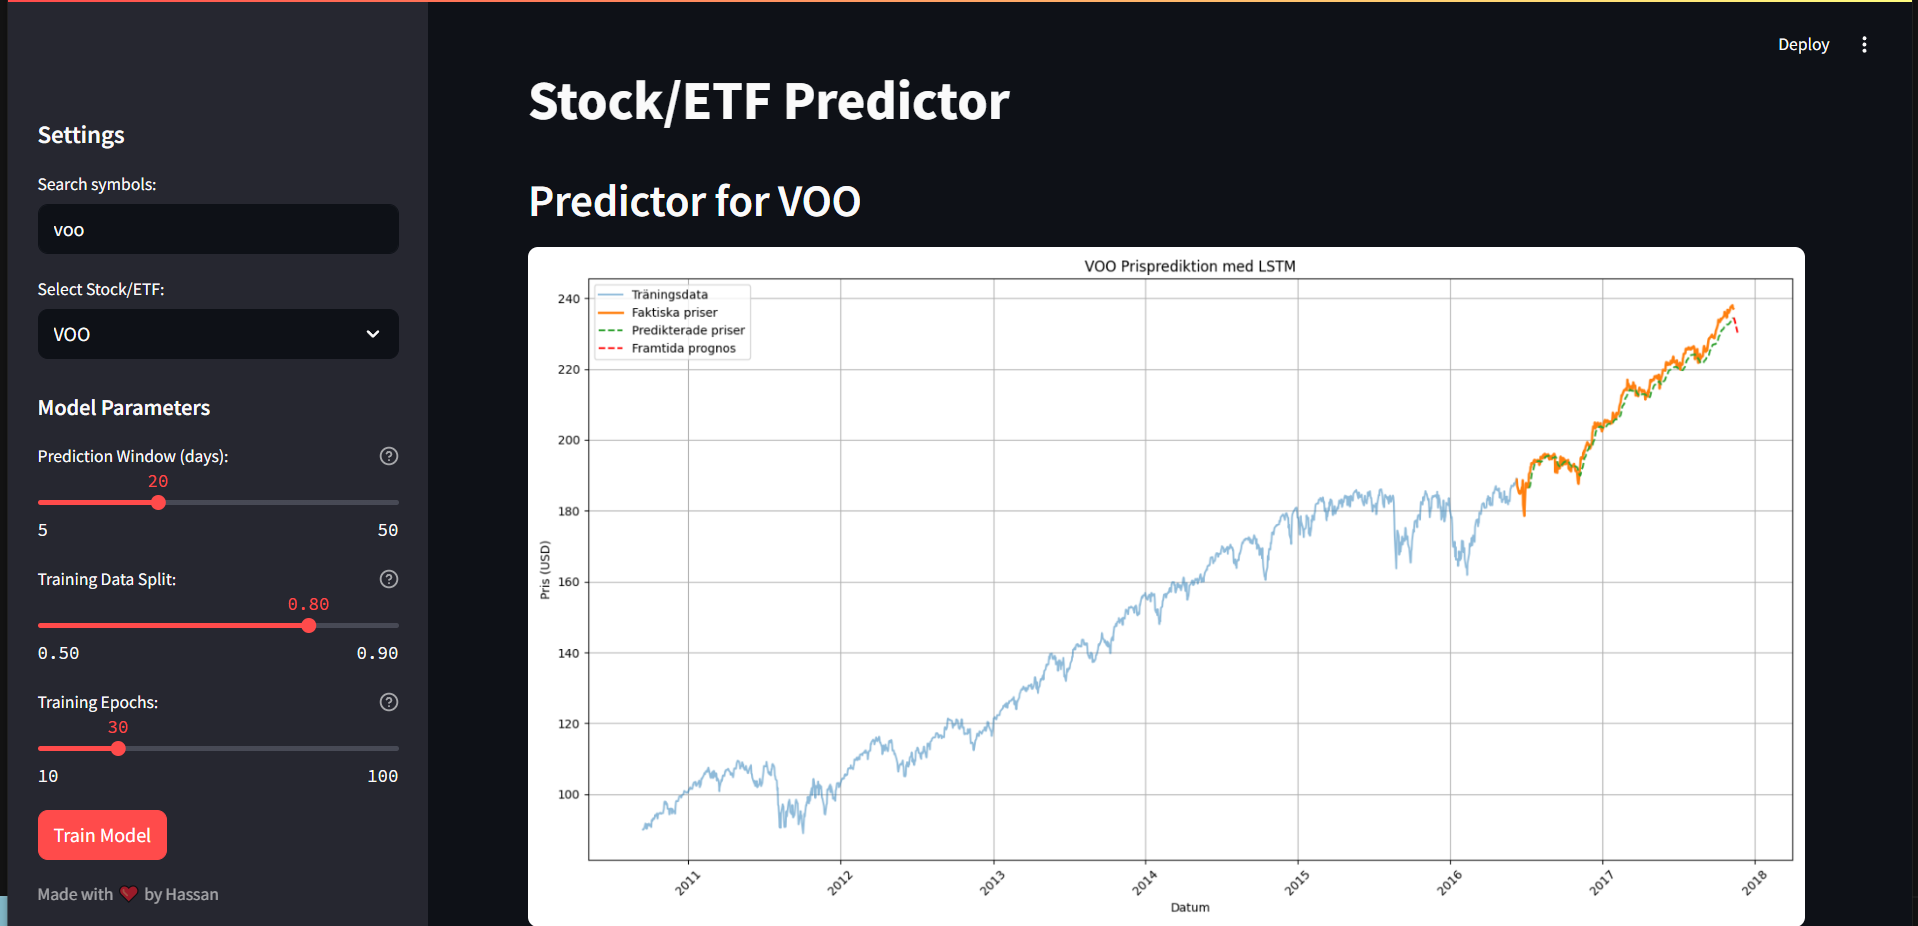 Deploy
Settings
Search symbols:
voo
Select Stock/ETF:
VOO
Model Parameters
Prediction Window (days):
20
5 50
Training Data Split:
0.80
0.50 0.90
Training Epochs:
30
10 100
Train Model
Made with ❤️ by Hassan
Stock/ETF Predictor
Predictor for VOO
VOO Prisprediktion med LSTM
Träningsdata
Faktiska priser
Predikterade priser
Framtida prognos
Pris (USD)
240
220
200
180
160
140
120
100
2011 2012 2013 2014 2015 2016 2017 2018
Datum